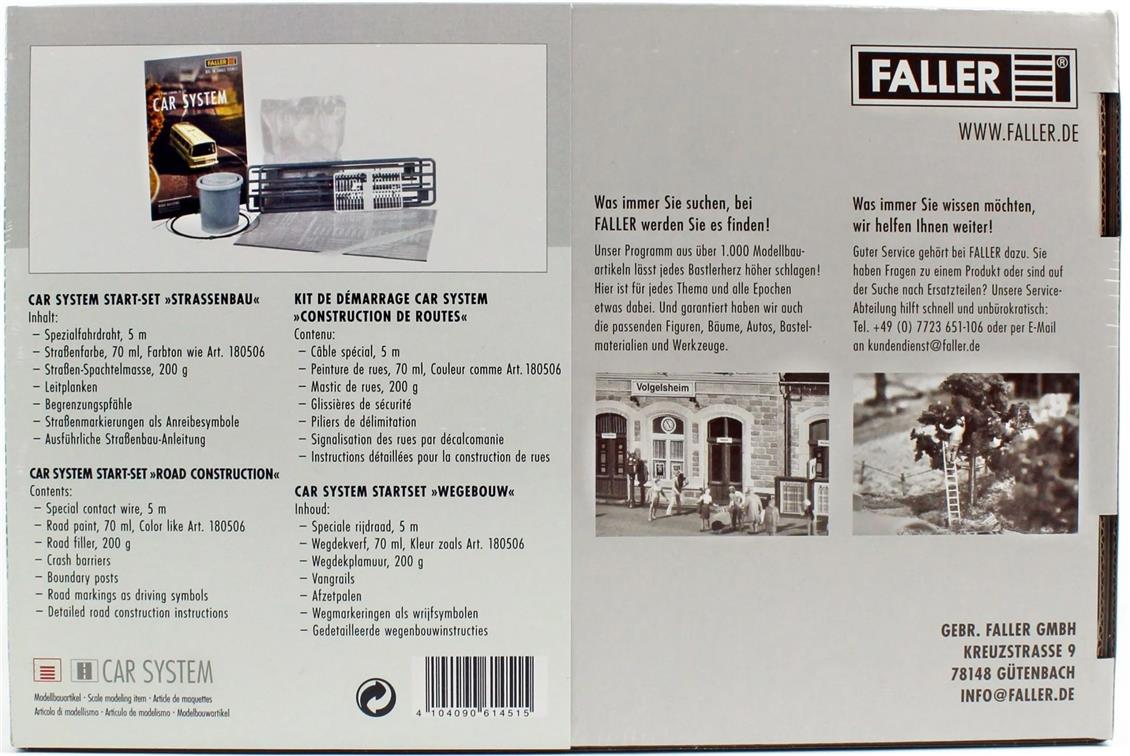 FALLER
CAR SYSTEM
CAR SYSTEM START-SET »STRASSENBAU«
Inhalt:
– Spezialfahrdraht, 5 m
– Straßenfarbe, 70 ml, Farbton wie Art. 180506
– Straßen-Spachtelmasse, 200 g
– Leitplanken
– Begrenzungspfähle
– Straßenmarkierungen als Anreibesymbole
– Ausführliche Straßenbau-Anleitung
CAR SYSTEM START-SET »ROAD CONSTRUCTION«
Contents:
– Special contact wire, 5 m
– Road paint, 70 ml, Color like Art. 180506
– Road filler, 200 g
– Crash barriers
– Boundary posts
– Road markings as driving symbols
– Detailed road construction instructions
KIT DE DÉMARRAGE CAR SYSTEM
»CONSTRUCTION DE ROUTES«
Contenu:
– Câble spécial, 5 m
– Peinture de rues, 70 ml, Couleur comme Art. 180506
– Mastic de rues, 200 g
– Glissières de sécurité
– Piliers de délimitation
– Signalisation des rues par décalcomanie
– Instructions détaillées pour la construction de rues
CAR SYSTEM STARTSET »WEGEBOUW«
Inhoud:
– Speciale rijdraad, 5 m
– Wegdekverf, 70 ml, Kleur zoals Art. 180506
– Wegdekplamuur, 200 g
– Vangrails
– Afzetpalen
– Wegmarkeringen als wrijfsymbolen
– Gedetailleerde wegenbouwinstructies
CAR SYSTEM
Modellbauartikel - Scale modeling item - Article de maquettes
Articolo di modellismo - Artículo de modelismo - Modelbouwartikel
4 104090 614515
FALLER ®
WWW.FALLER.DE
Was immer Sie suchen, bei
FALLER werden Sie es finden!
Unser Programm aus über 1.000 Modellbau-
artikeln lässt jedes Bastlerherz höher schlagen!
Hier ist für jedes Thema und alle Epochen
etwas dabei. Und garantiert haben wir auch
die passenden Figuren, Bäume, Autos, Bastel-
materialien und Werkzeuge.
Volgelsheim
Was immer Sie wissen möchten,
wir helfen Ihnen weiter!
Guter Service gehört bei FALLER dazu. Sie
haben Fragen zu einem Produkt oder sind auf
der Suche nach Ersatzteilen? Unsere Service-
Abteilung hilft schnell und unbürokratisch:
Tel. +49 (0) 7723 651-106 oder per E-Mail
an kundendienst@faller.de
GEBR. FALLER GMBH
KREUZSTRASSE 9
78148 GÜTENBACH
INFO@FALLER.DE